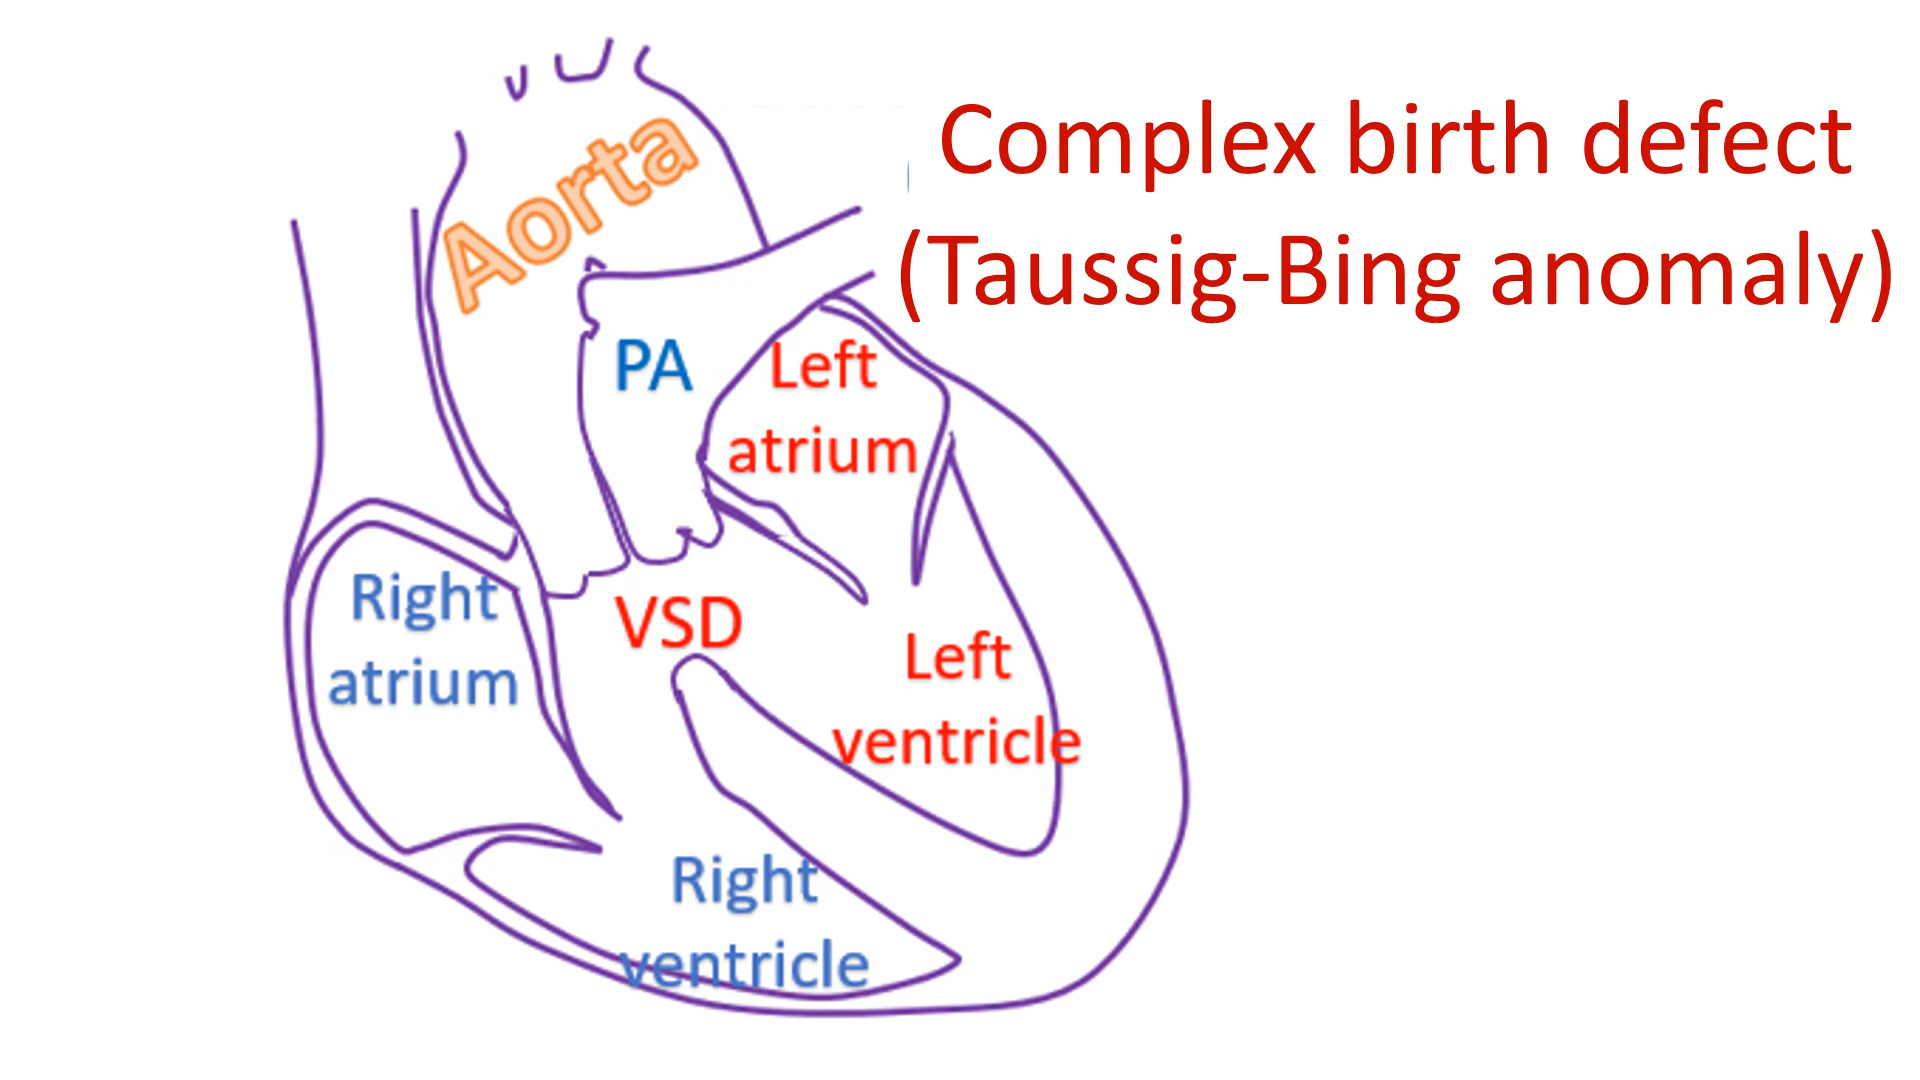 Complex birth defect
(Taussig-Bing anomaly)
Aorta
PA
Left
atrium
Right
atrium
VSD
Left
ventricle
Right
ventricle